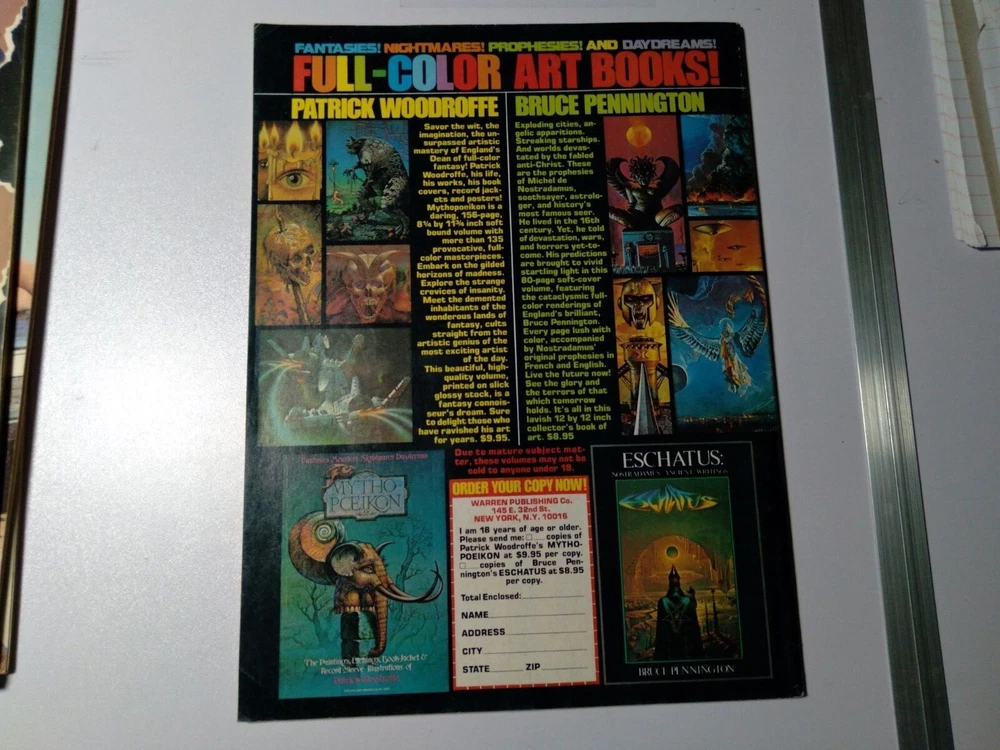 FANTASIES! NIGHTMARES! PROPHESIES! AND DAYDREAMS!
FULL-COLOR ART BOOKS!
PATRICK WOODROFFE
Savor the wit, the
imagination, the un-
surpassed artistic
mastery of England's
Dean of full-color
fantasy! Patrick
Woodroffe, his life,
his works, his book
covers, record jack-
ets and posters!
Mythopoeikon is a
daring, 156-page,
8¼ by 11¾ inch soft
bound volume with
more than 135
provocative, full-
color masterpieces.
Embark on the gilded
horizons of madness.
Explore the strange
crevices of insanity.
Meet the demented
inhabitants of the
wonderous lands of
fantasy, cults
straight from the
artistic genius of the
most exciting artist
of the day.
This beautiful, high-
quality volume,
printed on slick
glossy stock, is a
fantasy connois-
seur's dream. Sure
to delight those who
have ravished his art
for years. $9.95.
BRUCE PENNINGTON
Exploding cities, an-
gelic apparitions.
Streaking starships.
And worlds devas-
tated by the fabled
anti-Christ. These
are the prophesies
of Michel de
Nostradamus,
soothsayer, astrolo-
ger, and history's
most famous seer.
He lived in the 16th
century. Yet, he told
of devastation, wars,
and horrors yet-to-
come. His predictions
are brought to vivid
startling light in this
80-page soft-cover
volume, featuring
the cataclysmic full-
color renderings of
England's brilliant,
Bruce Pennington.
Every page lush with
color, accompanied
by Nostradamus'
original prophesies in
French and English.
Live the future now!
See the glory and
the terrors of that
which tomorrow
holds. It's all in this
lavish 12 by 12 inch
collector's book of
art. $8.95
Due to mature subject mat-
ter, these volumes may not be
sold to anyone under 18.
ORDER YOUR COPY NOW!
WARREN PUBLISHING Co.
145 E. 32nd St.
NEW YORK, N.Y. 10016
I am 18 years of age or older.
Please send me: copies of
Patrick Woodroffe's MYTHO-
POEIKON at $9.95 per copy.
copies of Bruce Pen-
nington's ESCHATUS at $8.95
per copy.
Total Enclosed:
NAME
ADDRESS
CITY
STATE ZIP
MYTHO-
POEIKON
The Paintings, Etchings, Book-Jacket &
Record-Sleeve Illustrations of
Patrick Woodroffe
ESCHATUS:
NOSTRADAMUS' ANCIENT WRITINGS
ESCHATUS
BRUCE PENNINGTON